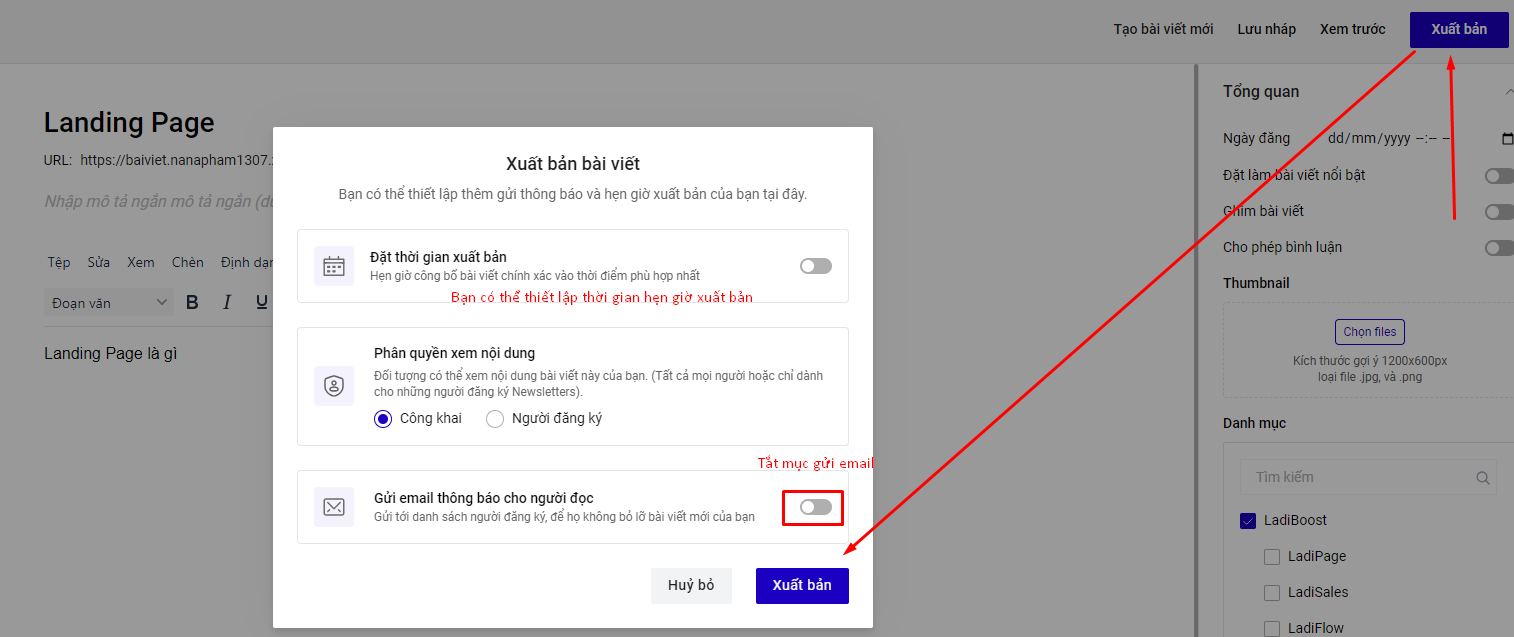 Tạo bài viết mới Lưu nháp Xem trước Xuất bản
Landing Page
URL: https://baiviet.nanapham1307.
Nhập mô tả ngắn mô tả ngắn (dù
Tệp Sửa Xem Chèn Định dạn
Đoạn văn B I U
Landing Page là gì
Xuất bản bài viết
Bạn có thể thiết lập thêm gửi thông báo và hẹn giờ xuất bản của bạn tại đây.
Đặt thời gian xuất bản
Hẹn giờ công bố bài viết chính xác vào thời điểm phù hợp nhất
Bạn có thể thiết lập thời gian hẹn giờ xuất bản
Phân quyền xem nội dung
Đối tượng có thể xem nội dung bài viết này của bạn. (Tất cả mọi người hoặc chỉ dành
cho những người đăng ký Newsletters).
Công khai Người đăng ký
Tắt mục gửi email
Gửi email thông báo cho người đọc
Gửi tới danh sách người đăng ký, để họ không bỏ lỡ bài viết mới của bạn
Huỷ bỏ Xuất bản
Tổng quan
Ngày đăng dd/mm/yyyy --:-- --
Đặt làm bài viết nổi bật
Ghim bài viết
Cho phép bình luận
Thumbnail
Chọn files
Kích thước gợi ý 1200x600px
loại file .jpg, và .png
Danh mục
Tìm kiếm
LadiBoost
LadiPage
LadiSales
LadiFlow